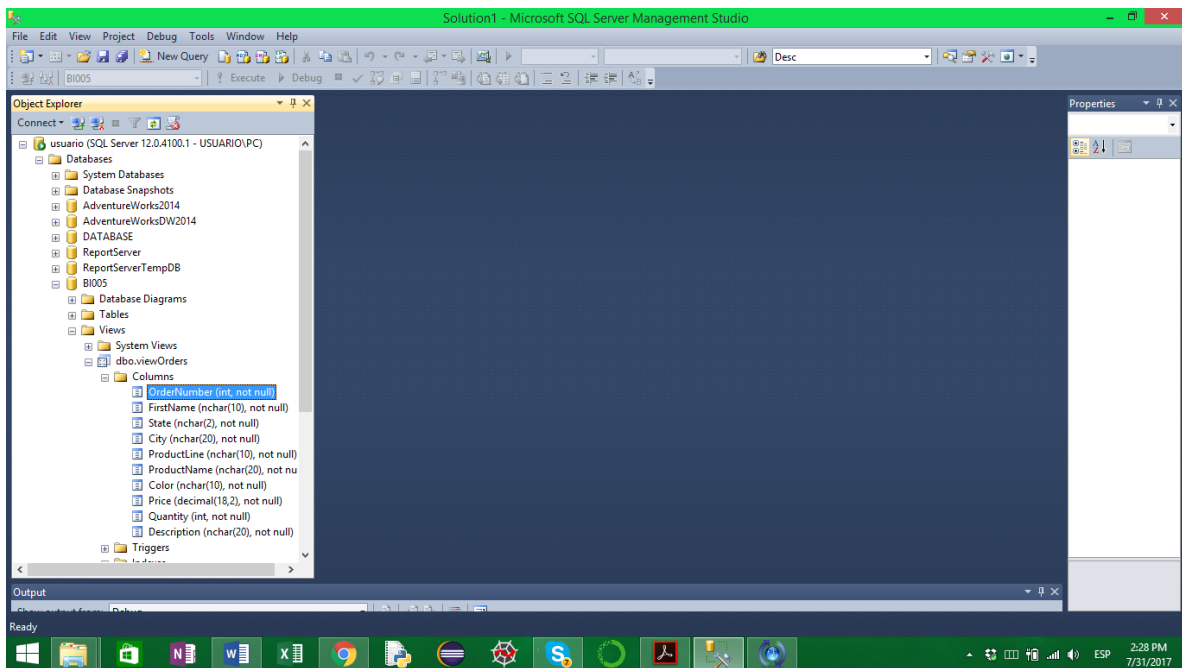 Solution1 - Microsoft SQL Server Management Studio
File Edit View Project Debug Tools Window Help
New Query Desc
BI005 Execute Debug
Object Explorer
Properties
Connect
usuario (SQL Server 12.0.4100.1 - USUARIO\PC)
Databases
System Databases
Database Snapshots
AdventureWorks2014
AdventureWorksDW2014
DATABASE
ReportServer
ReportServerTempDB
BI005
Database Diagrams
Tables
Views
System Views
dbo.viewOrders
Columns
OrderNumber (int, not null)
FirstName (nchar(10), not null)
State (nchar(2), not null)
City (nchar(20), not null)
ProductLine (nchar(10), not null)
ProductName (nchar(20), not nu
Color (nchar(10), not null)
Price (decimal(18,2), not null)
Quantity (int, not null)
Description (nchar(20), not null)
Triggers
Indexes
Output
Show output from: Debug
Ready
ESP
2:28 PM
7/31/2017